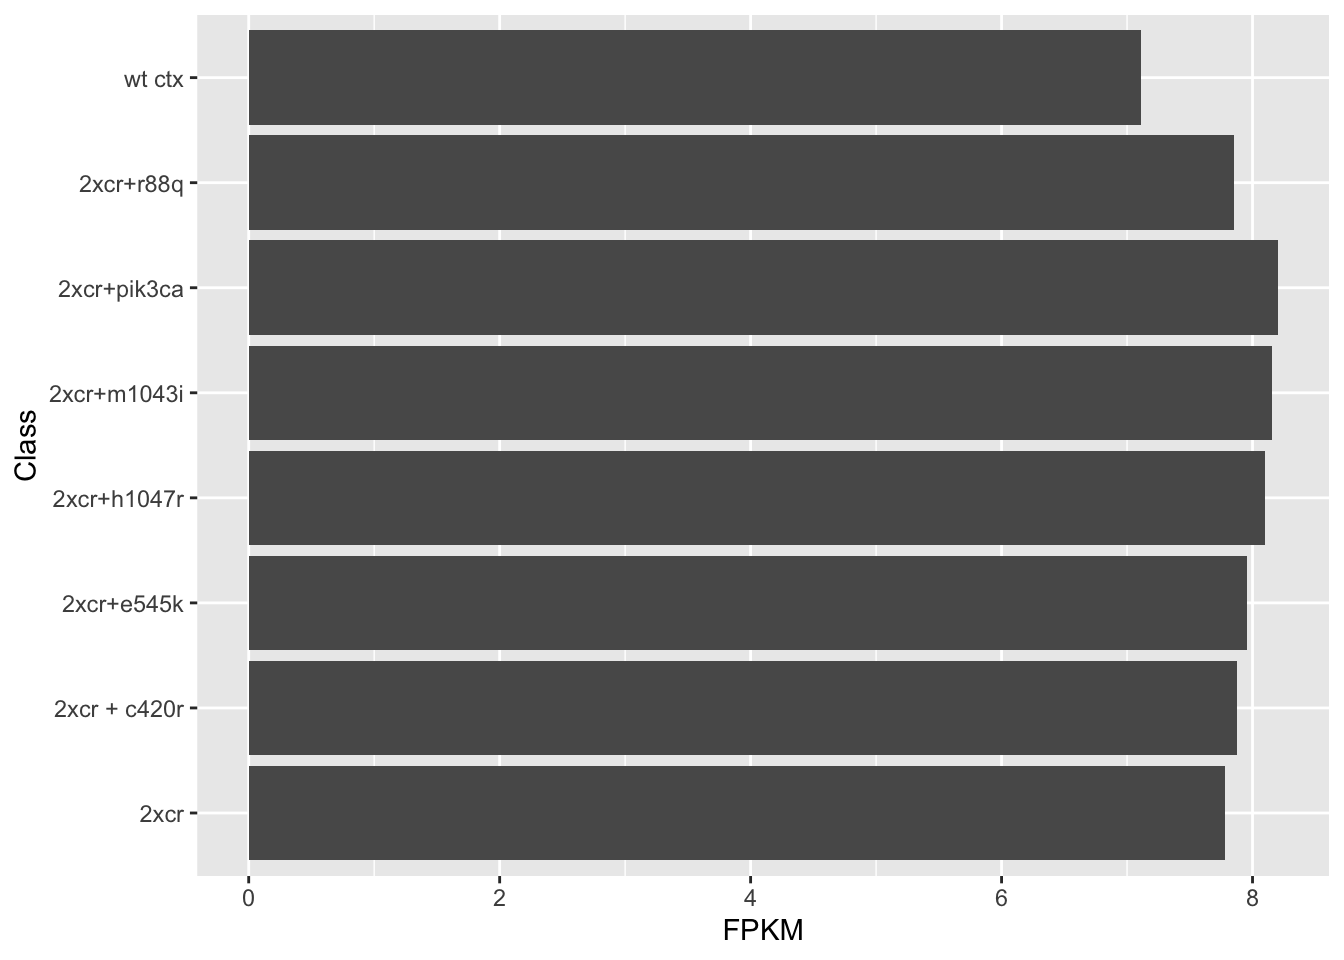 wt ctx
2xcr+r88q
2xcr+pik3ca
2xcr+m1043i
2xcr+h1047r
2xcr+e545k
2xcr + c420r
2xcr
Class
0 2 4 6 8
FPKM